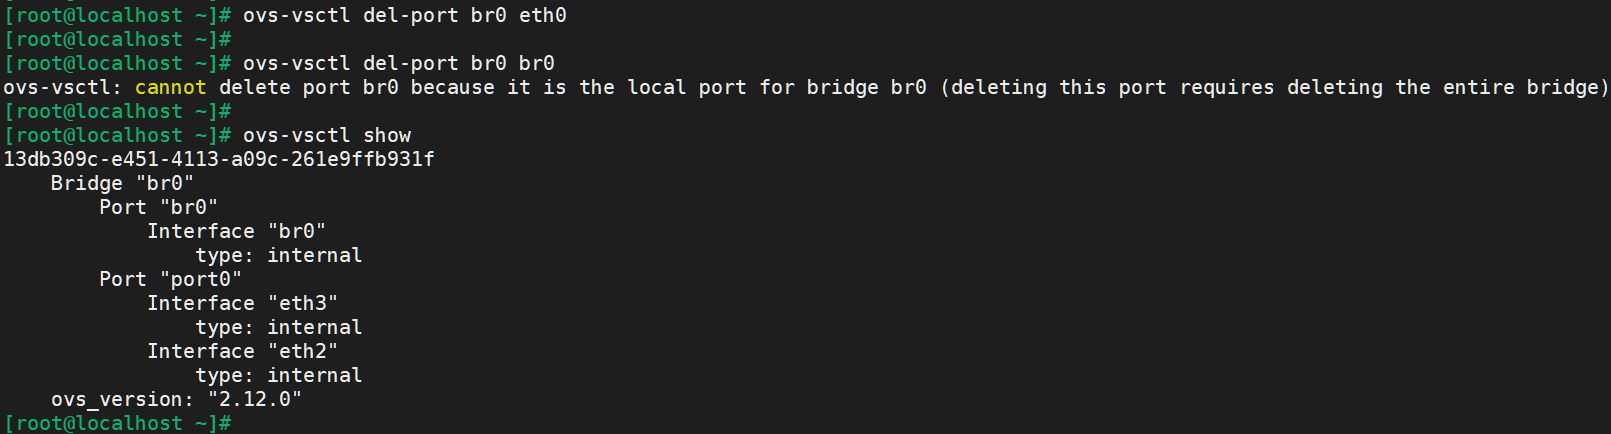 [root@localhost ~]# ovs-vsctl del-port br0 eth0
[root@localhost ~]#
[root@localhost ~]# ovs-vsctl del-port br0 br0
ovs-vsctl: cannot delete port br0 because it is the local port for bridge br0 (deleting this port requires deleting the entire bridge)
[root@localhost ~]#
[root@localhost ~]# ovs-vsctl show
13db309c-e451-4113-a09c-261e9ffb931f
    Bridge "br0"
        Port "br0"
            Interface "br0"
                type: internal
        Port "port0"
            Interface "eth3"
                type: internal
            Interface "eth2"
                type: internal
    ovs_version: "2.12.0"
[root@localhost ~]#